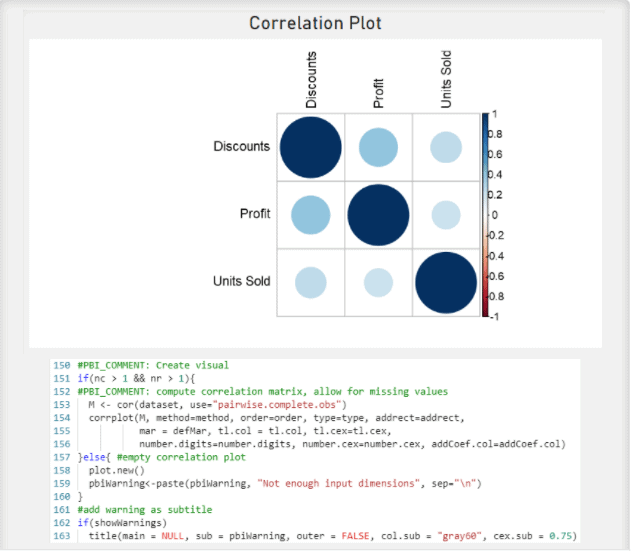 Correlation Plot
Discounts
Profit
Units Sold
Discounts
Profit
Units Sold
1
0.8
0.6
0.4
0.2
0
-0.2
-0.4
-0.6
-0.8
-1
150 #PBI_COMMENT: Create visual
151 if(nc > 1 && nr > 1){
152 #PBI_COMMENT: compute correlation matrix, allow for missing values
153 M <- cor(dataset, use="pairwise.complete.obs")
154 corrplot(M, method=method, order=order, type=type, addrect=addrect,
155 mar = defMar, tl.col = tl.col, tl.cex=tl.cex,
156 number.digits=number.digits, number.cex=number.cex, addCoef.col=addCoef.col)
157 }else{ #empty correlation plot
158 plot.new()
159 pbiWarning<-paste(pbiWarning, "Not enough input dimensions", sep="\n")
160 }
161 #add warning as subtitle
162 if(showWarnings)
163 title(main = NULL, sub = pbiWarning, outer = FALSE, col.sub = "gray60", cex.sub = 0.75)